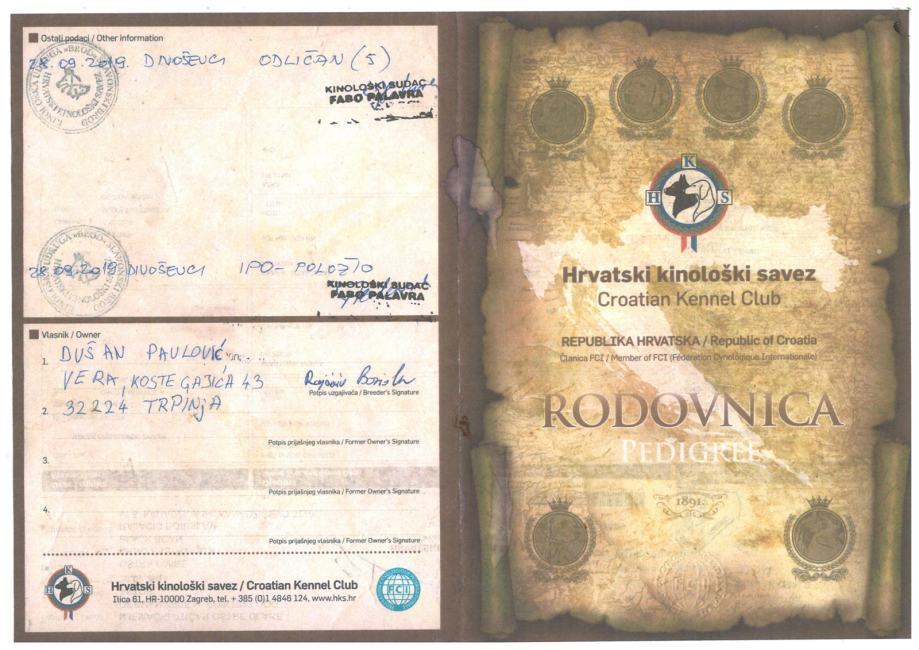 Ostali podaci / Other information
28.09.2019. DIVOŠEVCI ODLIČAN (5)
KINOLOŠKI SUDAC
FABO PALAVRA
28.09.2019 DIVOŠEVCI IPO - POLOŽIO
KINOLOŠKI SUDAC
FABO PALAVRA
Vlasnik / Owner
1. DUŠAN PAULOVIĆ
VERA, KOSTE GAJIĆA 43
Potpis uzgajivača / Breeder's Signature
2. 32224 TRPINJA
Potpis prijašnjeg vlasnika / Former Owner's Signature
3.
Potpis prijašnjeg vlasnika / Former Owner's Signature
4.
Potpis prijašnjeg vlasnika / Former Owner's Signature
H K S
Hrvatski kinološki savez / Croatian Kennel Club
Ilica 61, HR-10000 Zagreb, tel. + 385 (0)1 4846 124, www.hks.hr
FCI
H K S
Hrvatski kinološki savez
Croatian Kennel Club
REPUBLIKA HRVATSKA / Republic of Croatia
Članica FCI / Member of FCI (Fédération Cynologique Internationale)
RODOVNICA
PEDIGREE
1891.